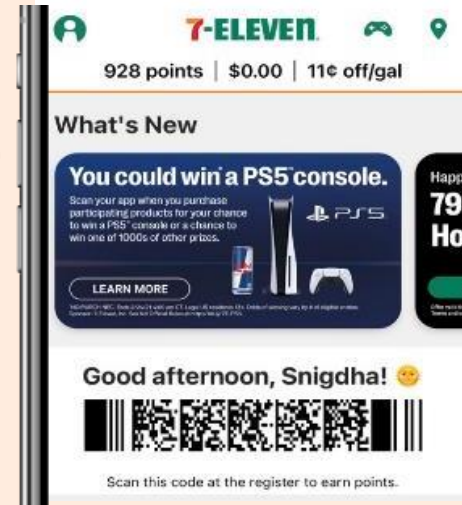 7-ELEVEN
928 points | $0.00 | 11¢ off/gal
What's New
You could win a PS5 console.
Scan your app when you purchase
participating products for your chance
to win a PS5 console or a chance to
win one of 1000s of other prizes.
PS5
LEARN MORE
Happ
79
Ho
Good afternoon, Snigdha! 🌞
Scan this code at the register to earn points.